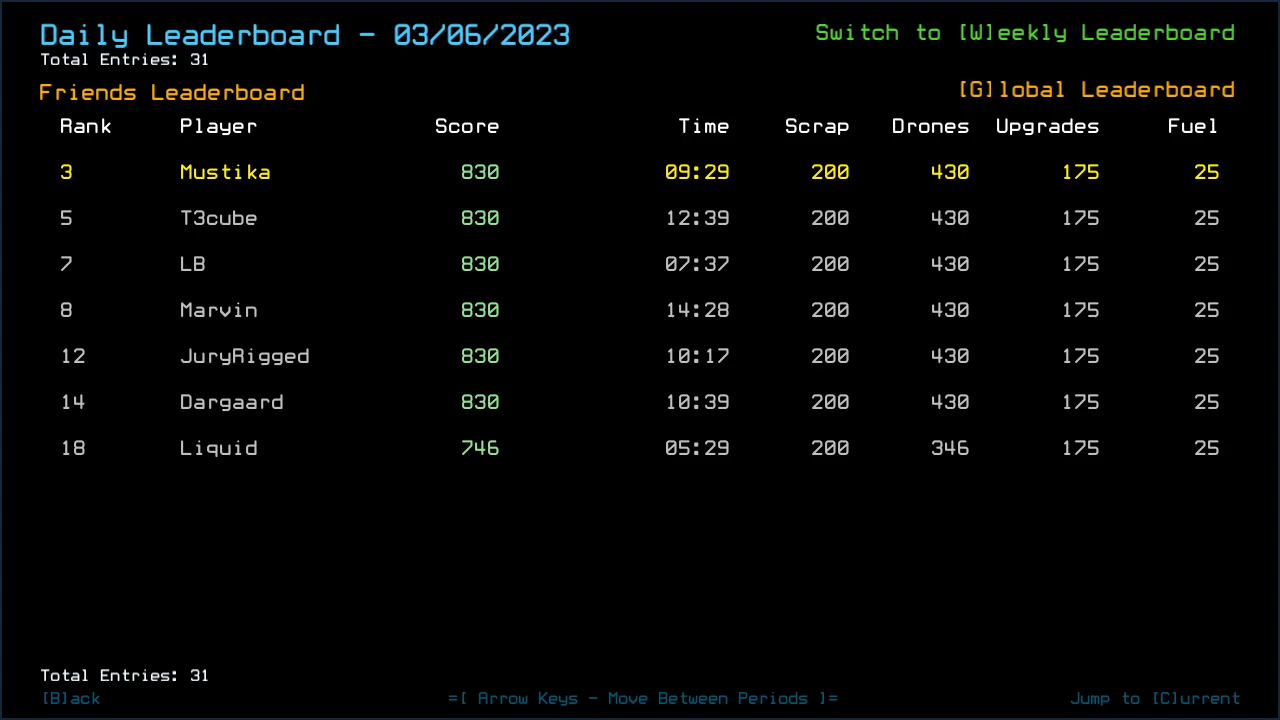 Daily Leaderboard - 03/06/2023 Switch to [W]eekly Leaderboard
Total Entries: 31
Friends Leaderboard [G]lobal Leaderboard
Rank Player Score Time Scrap Drones Upgrades Fuel
3 Mustika 830 09:29 200 430 175 25
5 T3cube 830 12:39 200 430 175 25
7 LB 830 07:37 200 430 175 25
8 Marvin 830 14:28 200 430 175 25
12 JuryRigged 830 10:17 200 430 175 25
14 Dargaard 830 10:39 200 430 175 25
18 Liquid 746 05:29 200 346 175 25
Total Entries: 31
[B]ack =[ Arrow Keys - Move Between Periods ]= Jump to [C]urrent